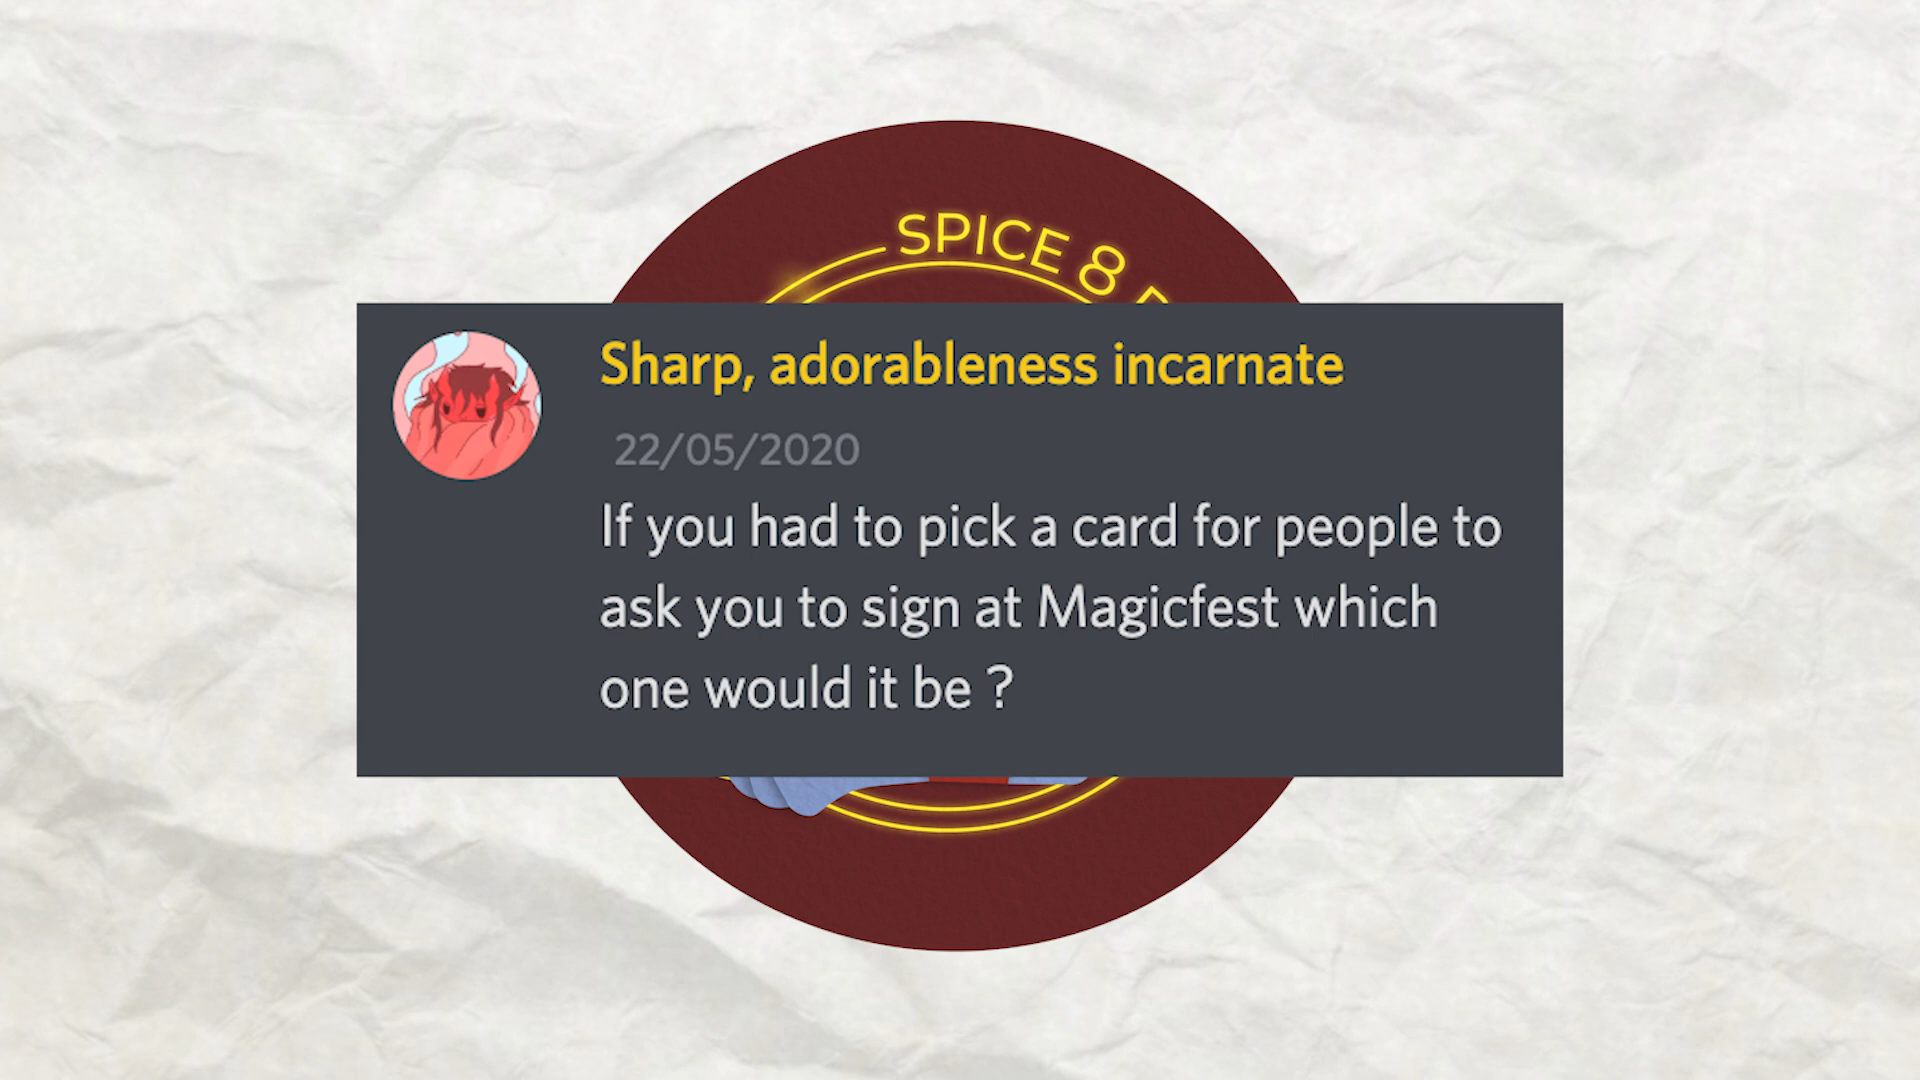 SPICE 8
Sharp, adorableness incarnate
22/05/2020
If you had to pick a card for people to
ask you to sign at Magicfest which
one would it be ?